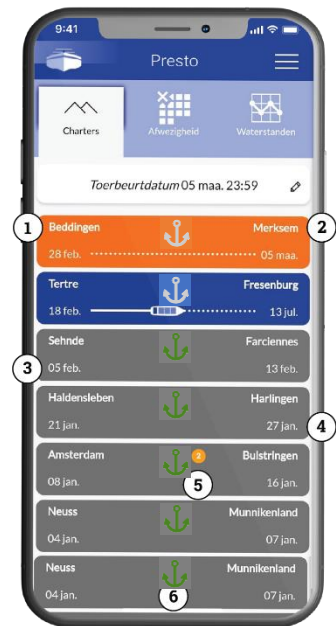 9:41
Presto
Charters Afwezigheid Waterstanden
Toerbeurtdatum 05 maa. 23:59
1 Beddingen Merksem 2
28 feb. 05 maa.
Tertre Fresenburg
18 feb. 13 jul.
Sehnde Farciennes
3 05 feb. 13 feb.
Haldensleben Harlingen
21 jan. 27 jan. 4
Amsterdam 2 Bulstringen
08 jan. 5 16 jan.
Neuss Munnikenland
04 jan. 07 jan.
Neuss Munnikenland
04 jan. 6 07 jan.